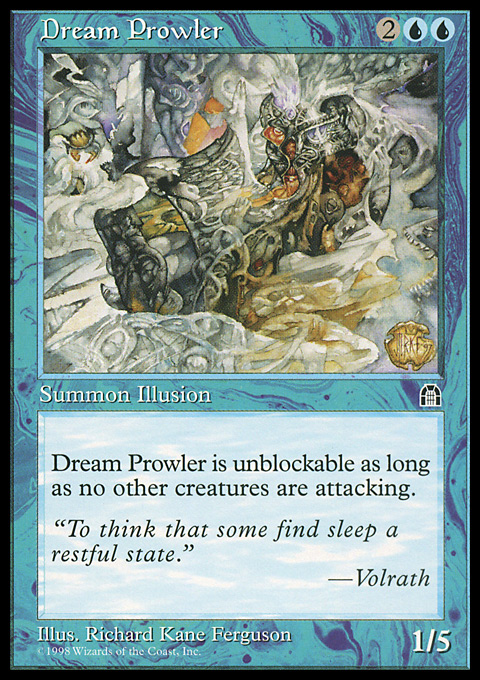 Dream Prowler 2
Summon Illusion
Dream Prowler is unblockable as long
as no other creatures are attacking.
“To think that some find sleep a
restful state.”
—Volrath
Illus. Richard Kane Ferguson
©1998 Wizards of the Coast, Inc.
1/5